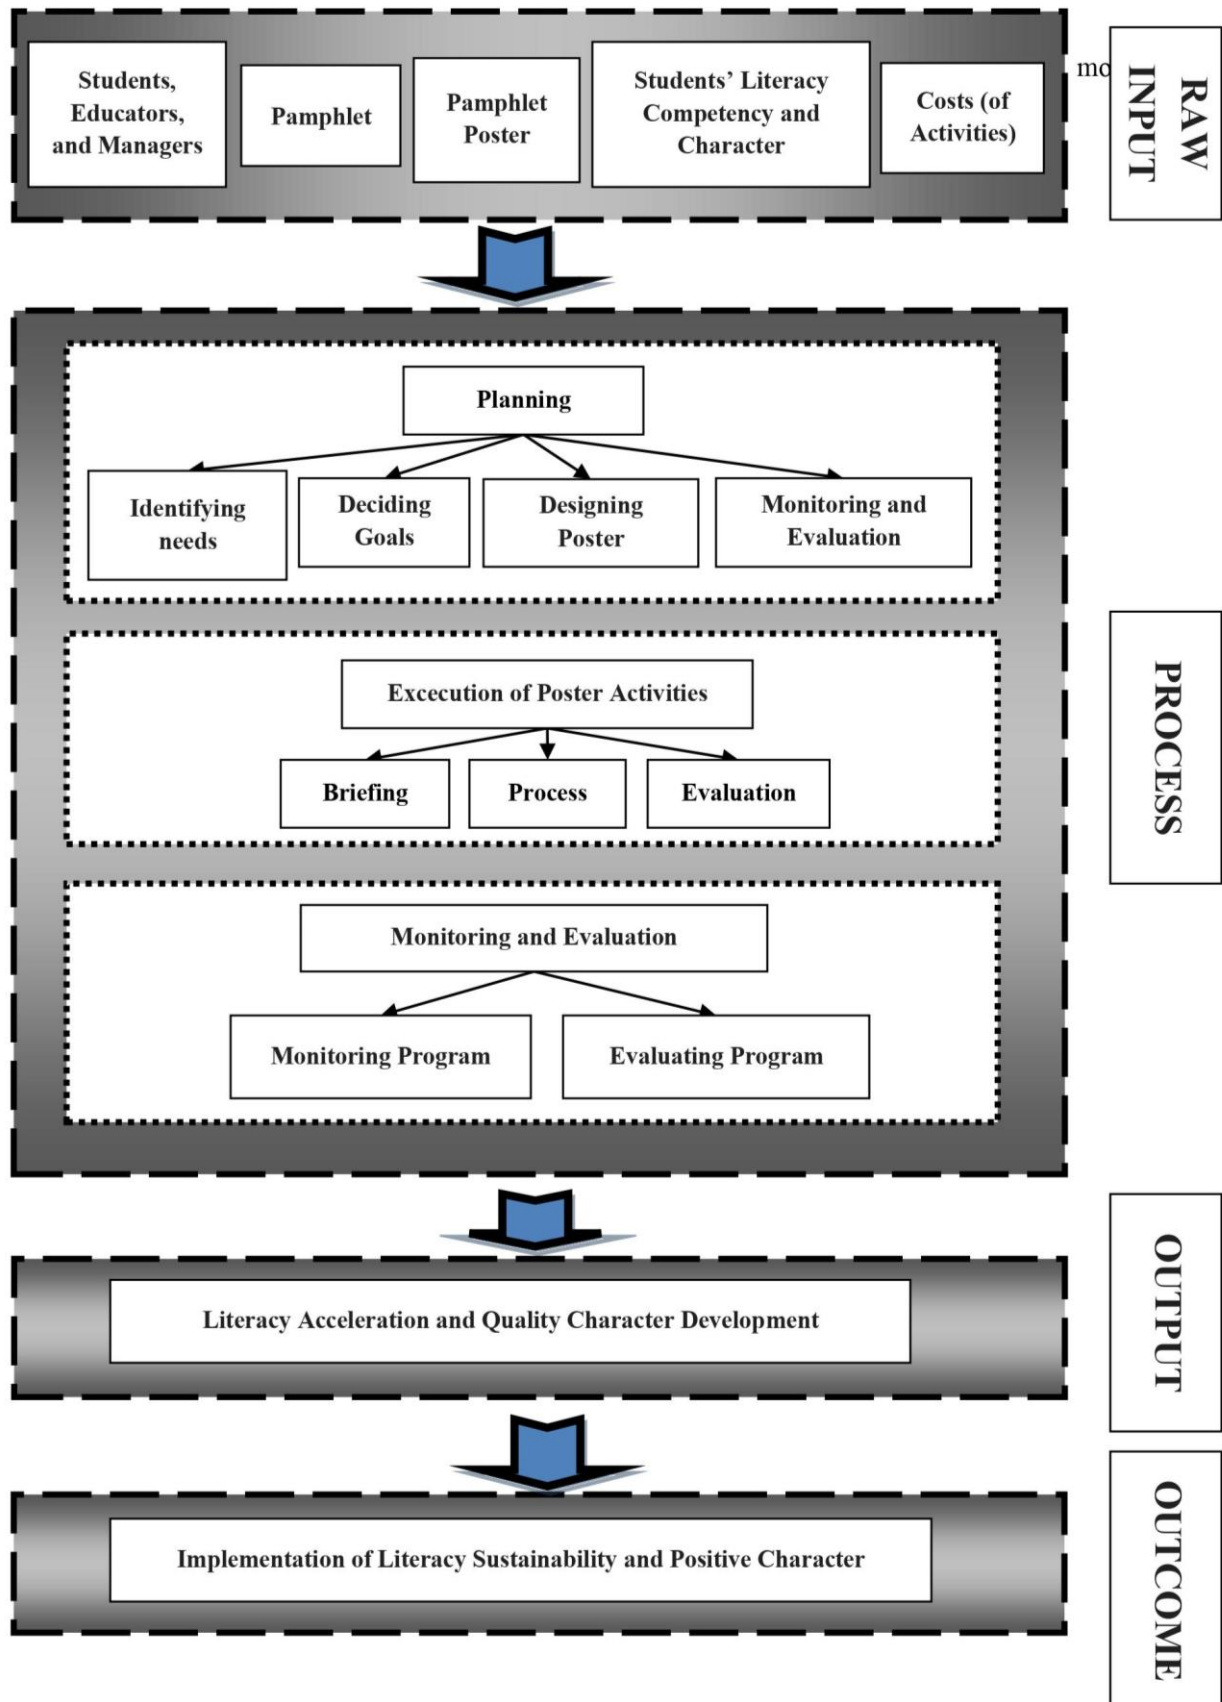 Students,
Educators,
and Managers
Pamphlet
Pamphlet
Poster
Students’ Literacy
Competency and
Character
Costs (of
Activities)
mo
RAW
INPUT
Planning
Identifying
needs
Deciding
Goals
Designing
Poster
Monitoring and
Evaluation
Excecution of Poster Activities
Briefing
Process
Evaluation
PROCESS
Monitoring and Evaluation
Monitoring Program
Evaluating Program
Literacy Acceleration and Quality Character Development
OUTPUT
Implementation of Literacy Sustainability and Positive Character
OUTCOME